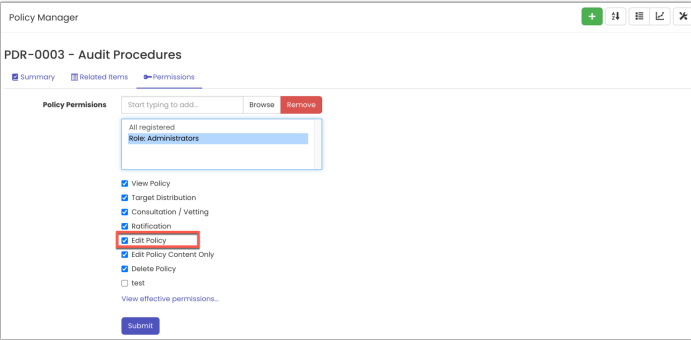 Policy Manager
PDR-0003 - Audit Procedures
Summary Related Items Permissions
Policy Permisions Start typing to add... Browse Remove
All registered
Role: Administrators
View Policy
Target Distribution
Consultation / Vetting
Ratification
Edit Policy
Edit Policy Content Only
Delete Policy
test
View effective permissions...
Submit